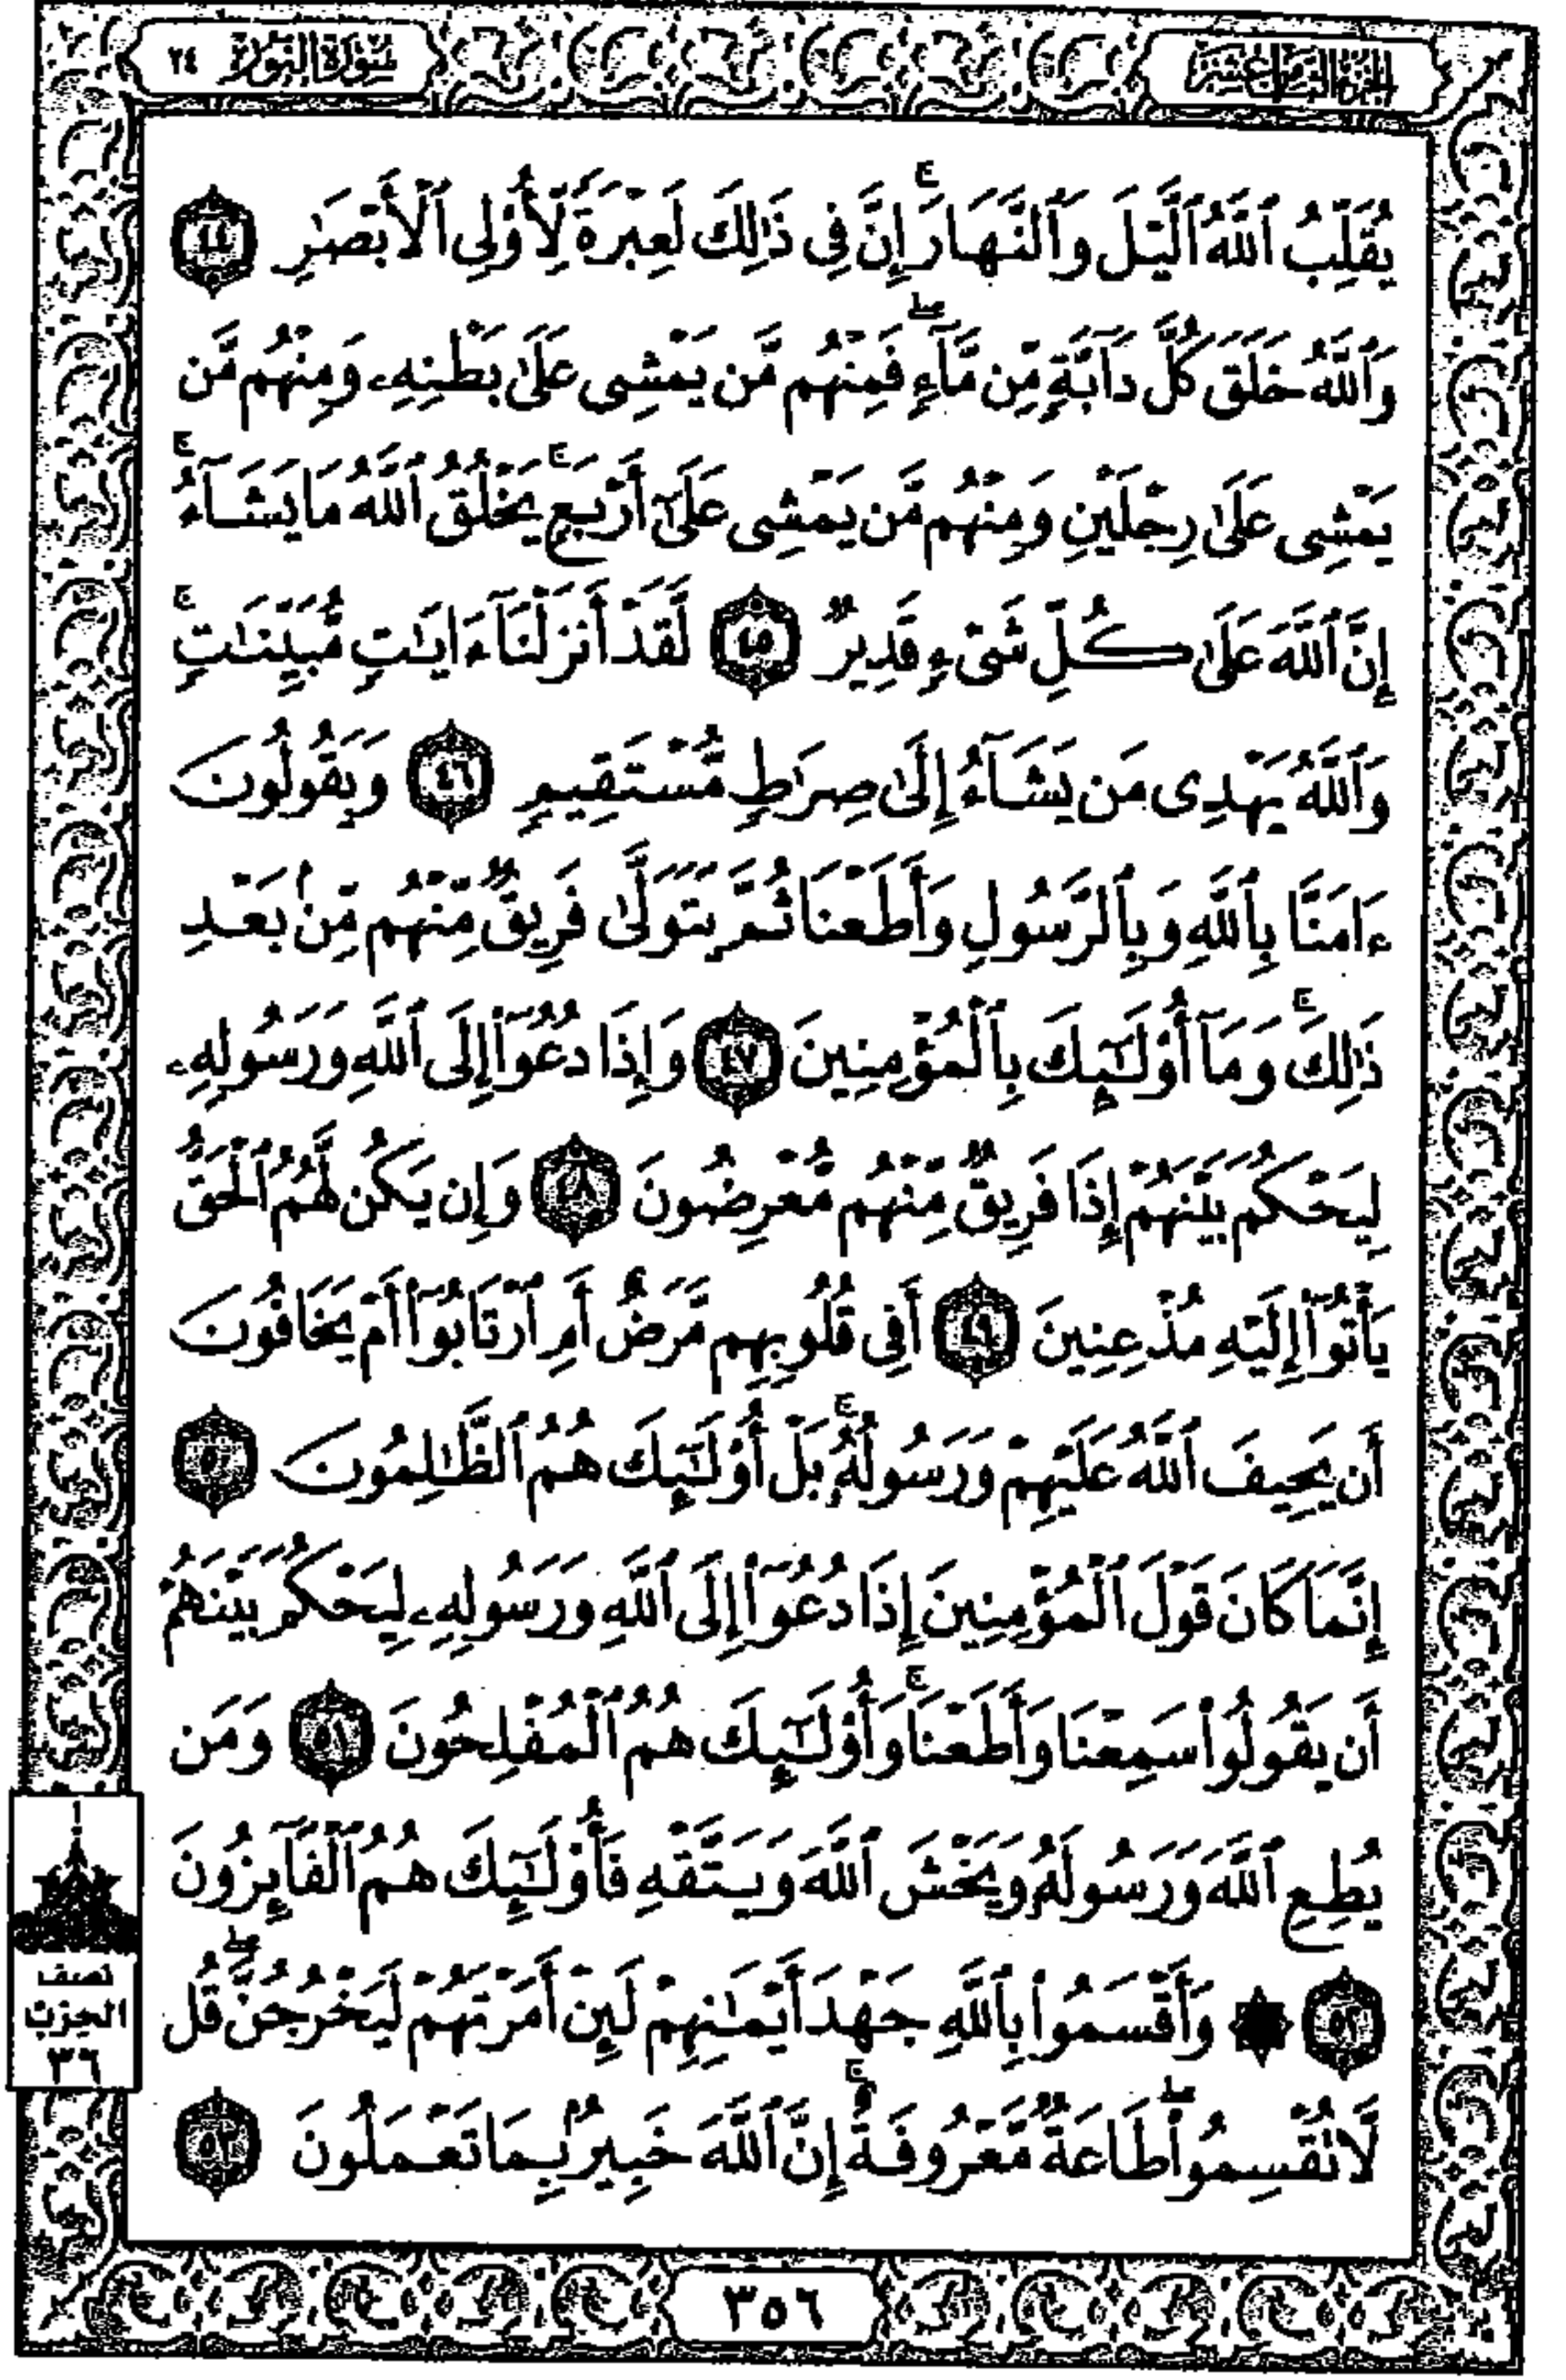 الجزء الثامن عشر
سورة النور ٢٤
يُقَلِّبُ ٱللَّهُ ٱلَّيْلَ وَٱلنَّهَارَ ۚ إِنَّ فِى ذَٰلِكَ لَعِبْرَةً لِّأُو۟لِى ٱلْأَبْصَـٰرِ ٤٤
وَٱللَّهُ خَلَقَ كُلَّ دَآبَّةٍ مِّن مَّآءٍ ۖ فَمِنْهُم مَّن يَمْشِى عَلَىٰ بَطْنِهِۦ وَمِنْهُم مَّن
يَمْشِى عَلَىٰ رِجْلَيْنِ وَمِنْهُم مَّن يَمْشِى عَلَىٰٓ أَرْبَعٍ ۚ يَخْلُقُ ٱللَّهُ مَا يَشَآءُ ۚ
إِنَّ ٱللَّهَ عَلَىٰ كُلِّ شَىْءٍ قَدِيرٌ ٤٥ لَّقَدْ أَنزَلْنَآ ءَايَـٰتٍ مُّبَيِّنَـٰتٍ ۚ
وَٱللَّهُ يَهْدِى مَن يَشَآءُ إِلَىٰ صِرَٰطٍ مُّسْتَقِيمٍ ٤٦ وَيَقُولُونَ
ءَامَنَّا بِٱللَّهِ وَبِٱلرَّسُولِ وَأَطَعْنَا ثُمَّ يَتَوَلَّىٰ فَرِيقٌ مِّنْهُم مِّنۢ بَعْدِ
ذَٰلِكَ ۚ وَمَآ أُو۟لَـٰٓئِكَ بِٱلْمُؤْمِنِينَ ٤٧ وَإِذَا دُعُوٓا۟ إِلَى ٱللَّهِ وَرَسُولِهِۦ
لِيَحْكُمَ بَيْنَهُمْ إِذَا فَرِيقٌ مِّنْهُم مُّعْرِضُونَ ٤٨ وَإِن يَكُن لَّهُمُ ٱلْحَقُّ
يَأْتُوٓا۟ إِلَيْهِ مُذْعِنِينَ ٤٩ أَفِى قُلُوبِهِم مَّرَضٌ أَمِ ٱرْتَابُوٓا۟ أَمْ يَخَافُونَ
أَن يَحِيفَ ٱللَّهُ عَلَيْهِمْ وَرَسُولُهُۥ ۚ بَلْ أُو۟لَـٰٓئِكَ هُمُ ٱلظَّـٰلِمُونَ ٥٠
إِنَّمَا كَانَ قَوْلَ ٱلْمُؤْمِنِينَ إِذَا دُعُوٓا۟ إِلَى ٱللَّهِ وَرَسُولِهِۦ لِيَحْكُمَ بَيْنَهُمْ
أَن يَقُولُوا۟ سَمِعْنَا وَأَطَعْنَا ۚ وَأُو۟لَـٰٓئِكَ هُمُ ٱلْمُفْلِحُونَ ٥١ وَمَن
يُطِعِ ٱللَّهَ وَرَسُولَهُۥ وَيَخْشَ ٱللَّهَ وَيَتَّقْهِ فَأُو۟لَـٰٓئِكَ هُمُ ٱلْفَآئِزُونَ
٥٢ ۞ وَأَقْسَمُوا۟ بِٱللَّهِ جَهْدَ أَيْمَـٰنِهِمْ لَئِنْ أَمَرْتَهُمْ لَيَخْرُجُنَّ ۖ قُل
لَّا تُقْسِمُوا۟ ۖ طَاعَةٌ مَّعْرُوفَةٌ ۚ إِنَّ ٱللَّهَ خَبِيرٌۢ بِمَا تَعْمَلُونَ ٥٣
نصف
الحزب
٣٦
٣٥٦